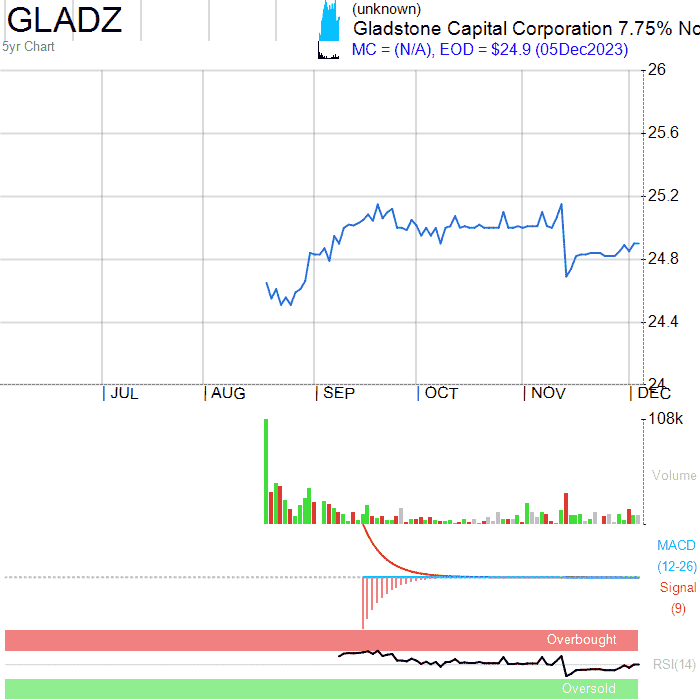 GLADZ
5yr Chart
(unknown)
Gladstone Capital Corporation 7.75% No
MC = (N/A), EOD = $24.9 (05Dec2023)
26
25.6
25.2
24.8
24.4
24
JUL AUG SEP OCT NOV DEC
108k
Volume
MACD
(12-26)
Signal
(9)
Overbought
RSI(14)
Oversold